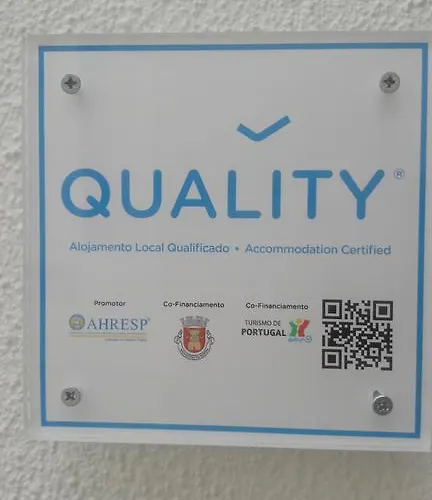 QUALITY®
Alojamento Local Qualificado • Accommodation Certified
Promotor
Co-Financiamento
Co-Financiamento
AHRESP®
TURISMO DE
PORTUGAL